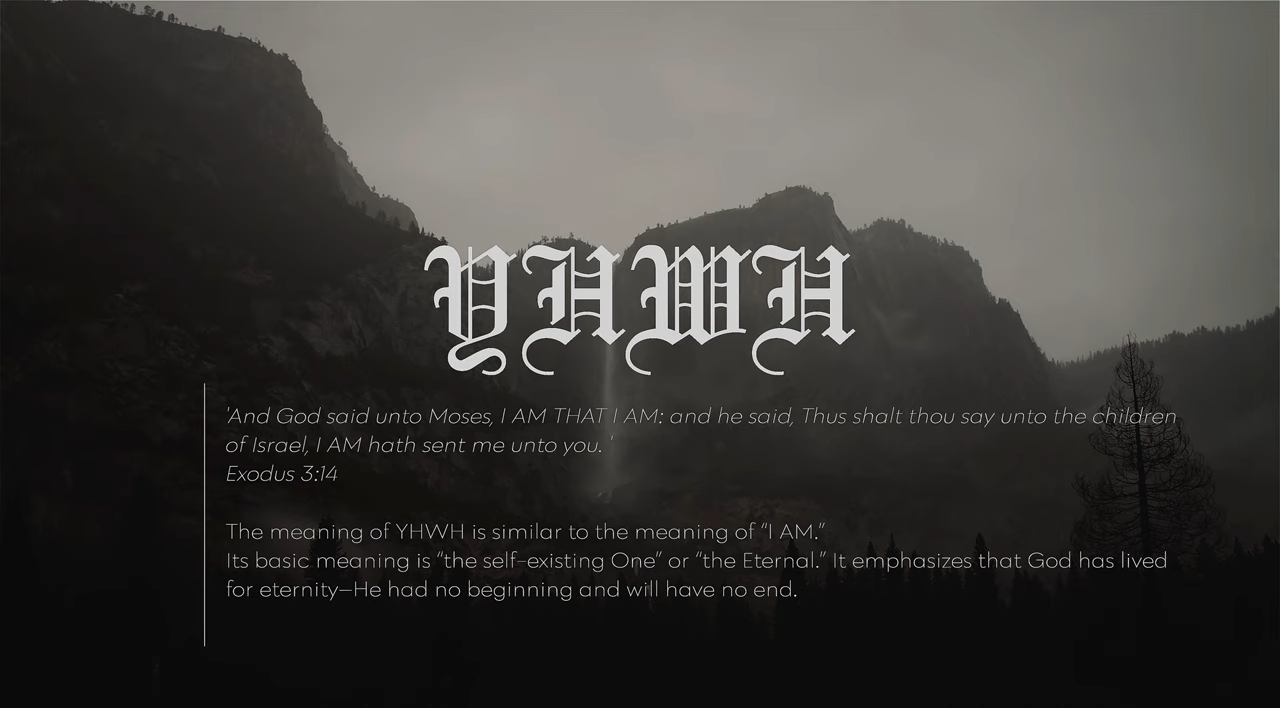 YHWH
'And God said unto Moses, I AM THAT I AM: and he said, Thus shalt thou say unto the children
of Israel, I AM hath sent me unto you. '
Exodus 3:14
The meaning of YHWH is similar to the meaning of “I AM.”
Its basic meaning is “the self-existing One” or “the Eternal.” It emphasizes that God has lived
for eternity—He had no beginning and will have no end.